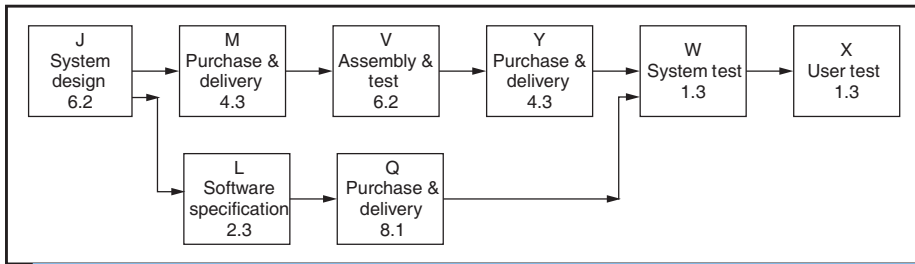 J
System
design
6.2
M
Purchase &
delivery
4.3
V
Assembly &
test
6.2
Y
Purchase &
delivery
4.3
W
System test
1.3
X
User test
1.3
L
Software
specification
2.3
Q
Purchase &
delivery
8.1